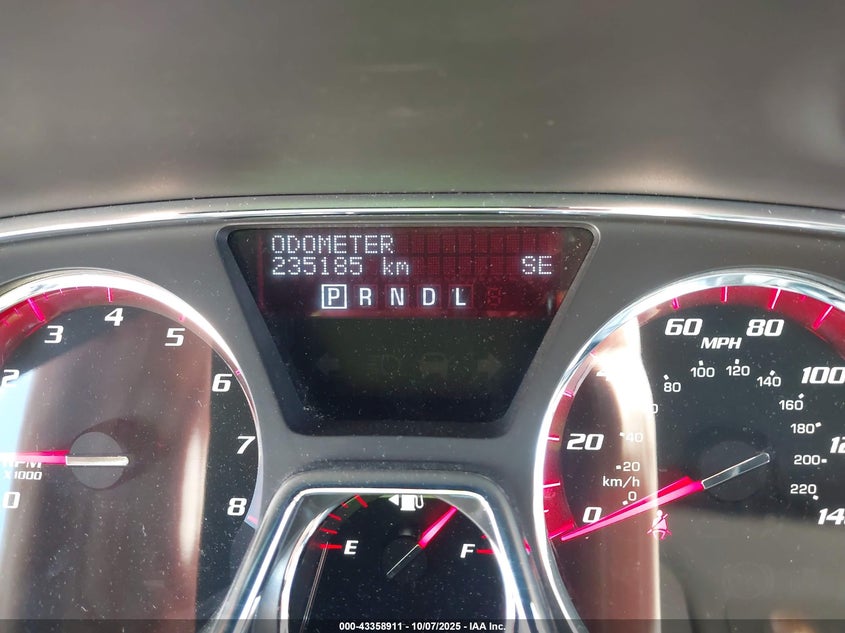 ODOMETER
235185 km SE
P R N D L
2 3 4 5 6 7 8
0
X1000
E F
0 20 60 80 100
MPH
0 20 40 80 100 120 140 160 180 200 220
km/h
000-43358911 - 10/07/2025 - IAA Inc.